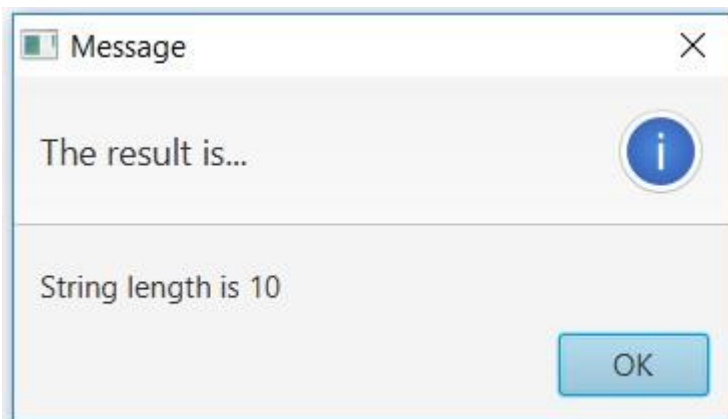 Message
The result is...
i
String length is 10
OK